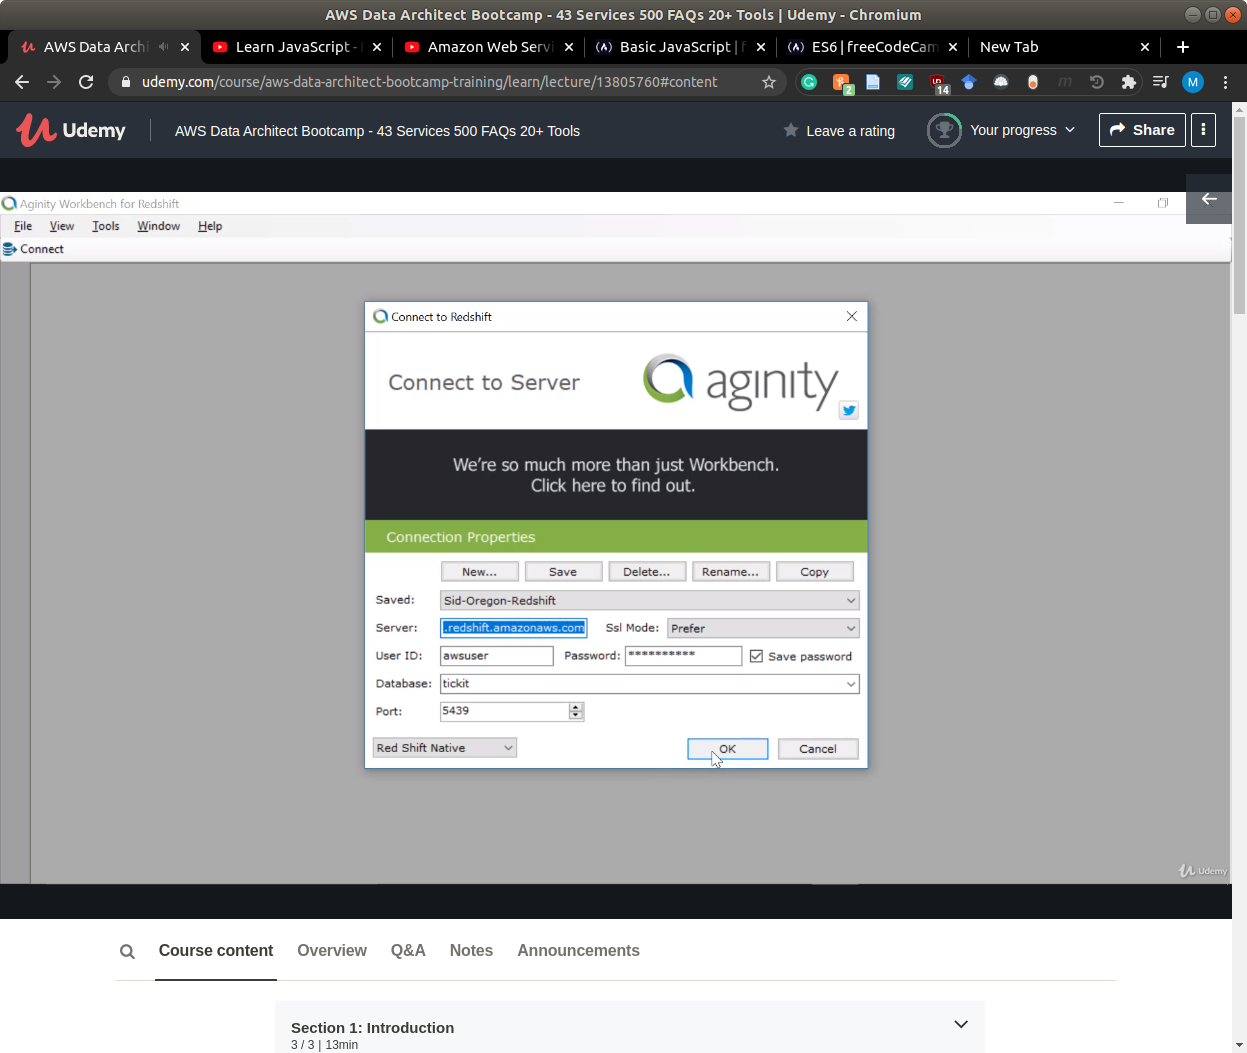 AWS Data Architect Bootcamp - 43 Services 500 FAQs 20+ Tools | Udemy - Chromium
AWS Data Archi
Learn JavaScript -
Amazon Web Servi
Basic JavaScript | f
ES6 | freeCodeCam
New Tab
udemy.com/course/aws-data-architect-bootcamp-training/learn/lecture/13805760#content
2
14
M
Udemy
AWS Data Architect Bootcamp - 43 Services 500 FAQs 20+ Tools
Leave a rating
Your progress
Share
Aginity Workbench for Redshift
File View Tools Window Help
Connect
Connect to Redshift
Connect to Server
aginity
We're so much more than just Workbench.
Click here to find out.
Connection Properties
New... Save Delete... Rename... Copy
Saved: Sid-Oregon-Redshift
Server: .redshift.amazonaws.com Ssl Mode: Prefer
User ID: awsuser Password: ********** Save password
Database: tickit
Port: 5439
Red Shift Native OK Cancel
Udemy
Course content Overview Q&A Notes Announcements
Section 1: Introduction
3 / 3 | 13min